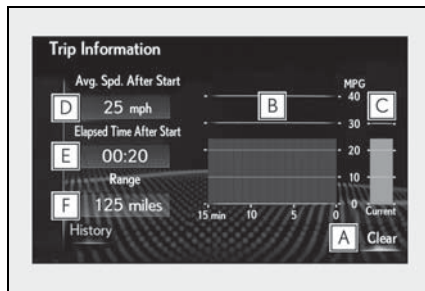 Trip Information
Avg. Spd. After Start
D 25 mph
Elapsed Time After Start
E 00:20
Range
F 125 miles
History
MPG
B
C
40
30
20
10
0
15 min 10 5 0
Current
A Clear